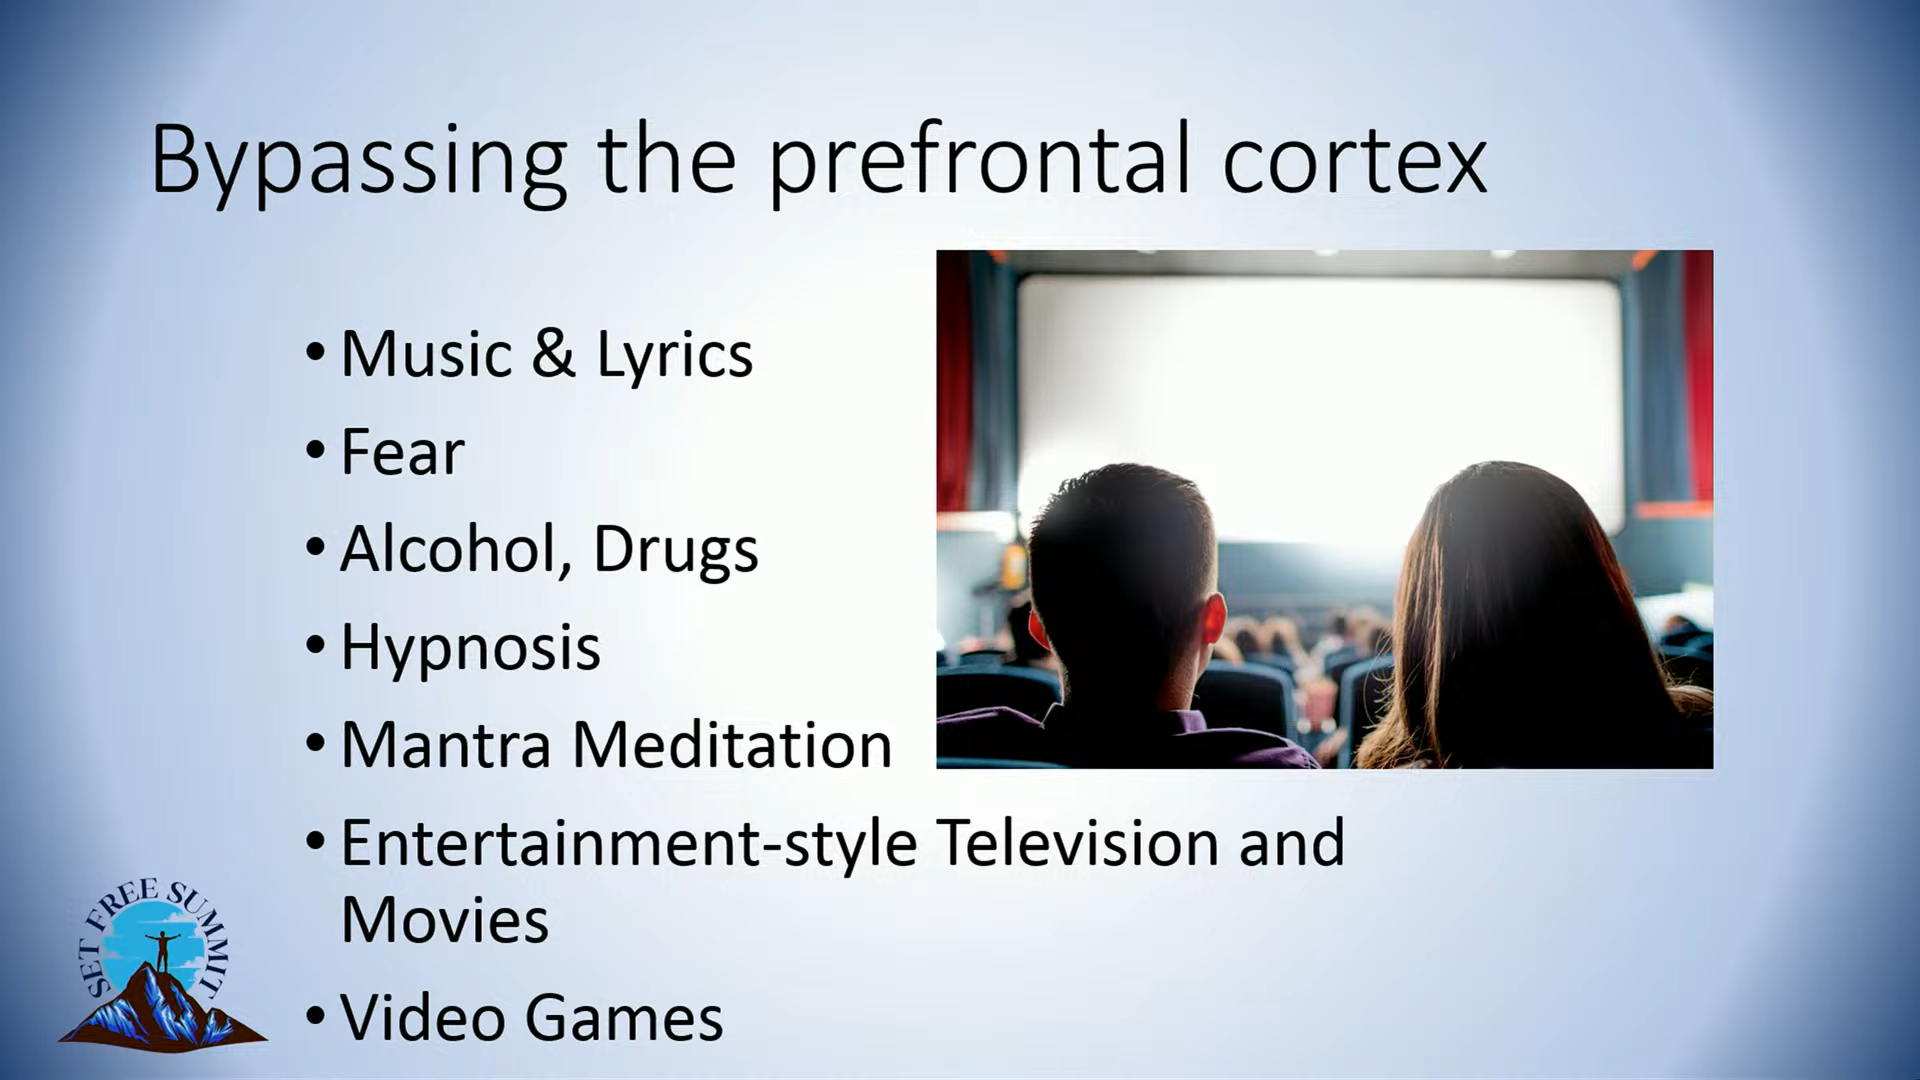 Bypassing the prefrontal cortex
• Music & Lyrics
• Fear
• Alcohol, Drugs
• Hypnosis
• Mantra Meditation
• Entertainment-style Television and
Movies
• Video Games
SET FREE SUMMIT